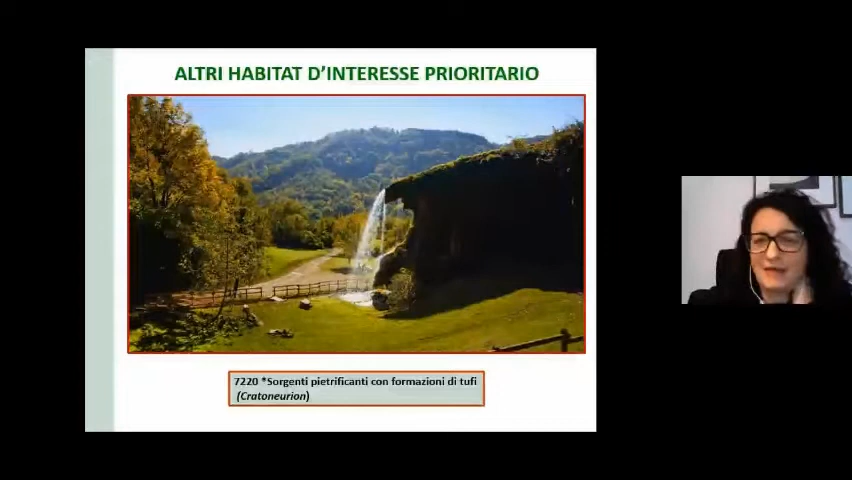 ALTRI HABITAT D'INTERESSE PRIORITARIO
7220 *Sorgenti pietrificanti con formazioni di tufi
(Cratoneurion)